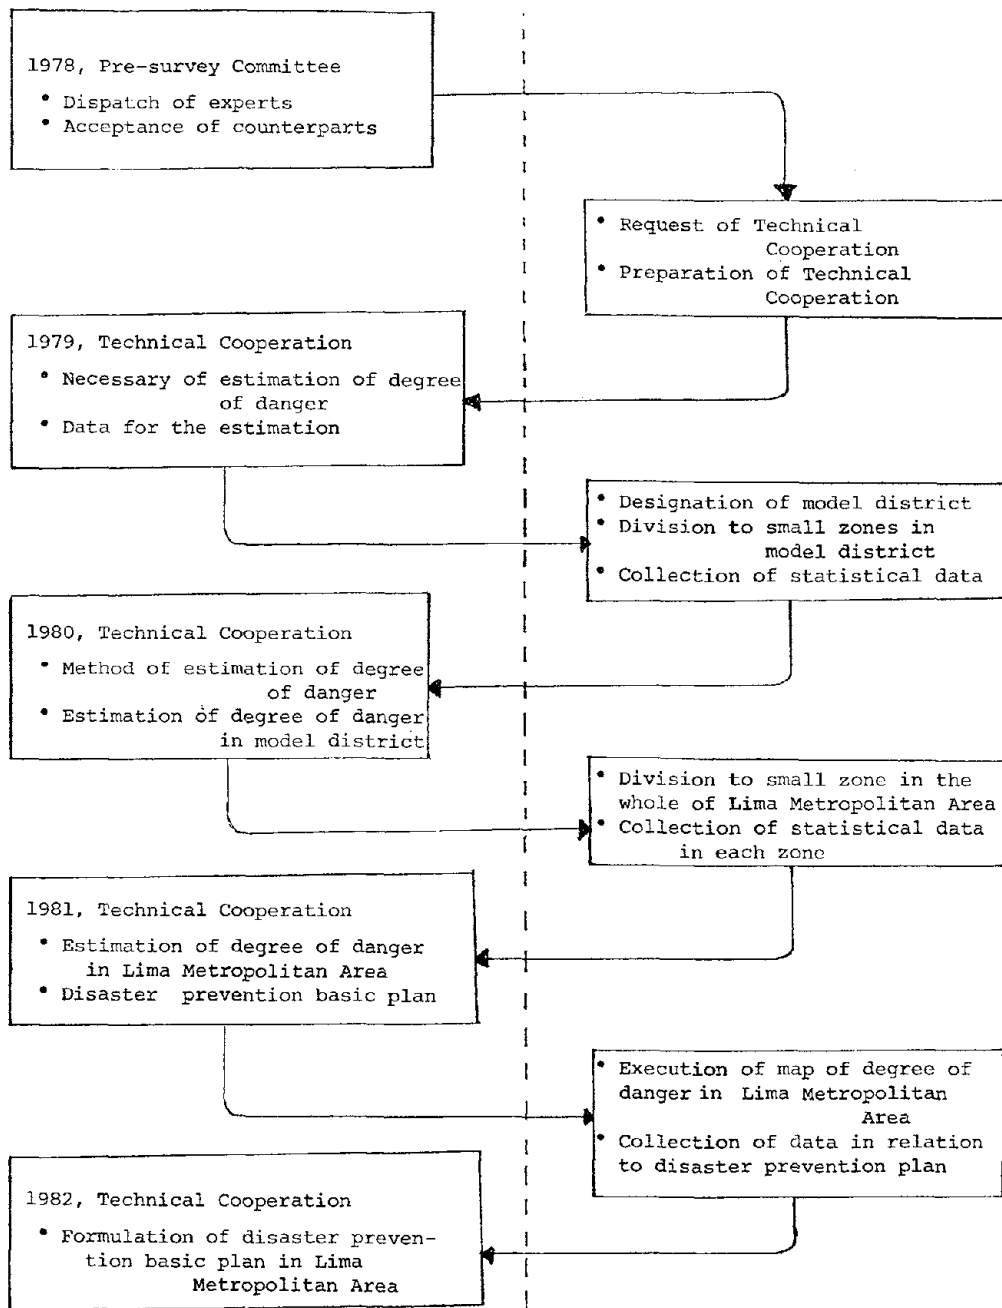 1978, Pre-survey Committee
• Dispatch of experts
• Acceptance of counterparts
• Request of Technical
Cooperation
• Preparation of Technical
Cooperation
1979, Technical Cooperation
• Necessary of estimation of degree
of danger
• Data for the estimation
• Designation of model district
• Division to small zones in
model district
• Collection of statistical data
1980, Technical Cooperation
• Method of estimation of degree
of danger
• Estimation of degree of danger
in model district
• Division to small zone in the
whole of Lima Metropolitan Area
• Collection of statistical data
in each zone
1981, Technical Cooperation
• Estimation of degree of danger
in Lima Metropolitan Area
• Disaster prevention basic plan
• Execution of map of degree of
danger in Lima Metropolitan
Area
• Collection of data in relation
to disaster prevention plan
1982, Technical Cooperation
• Formulation of disaster preven-
tion basic plan in Lima
Metropolitan Area